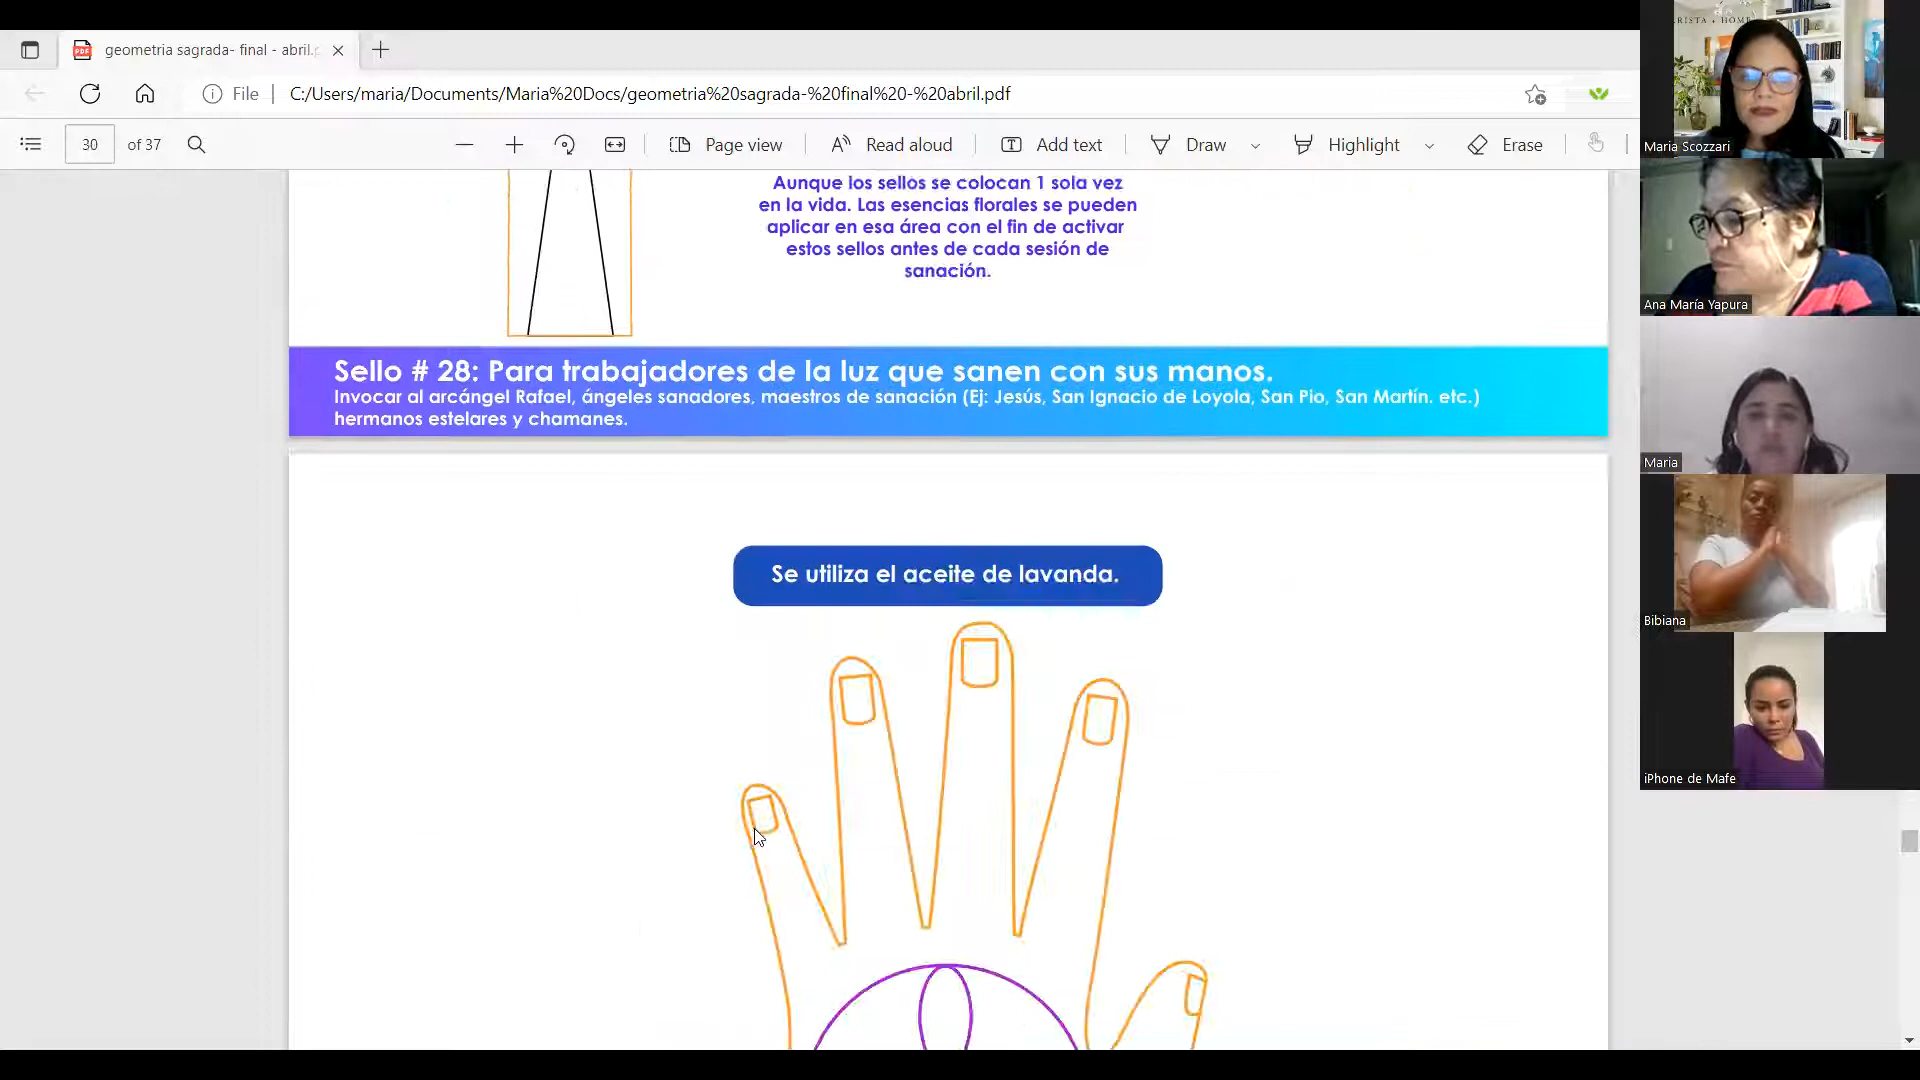 geometria sagrada- final - abril.p
File
C:/Users/maria/Documents/Maria%20Docs/geometria%20sagrada-%20final%20-%20abril.pdf
30 of 37
Page view
Read aloud
Add text
Draw
Highlight
Erase
Aunque los sellos se colocan 1 sola vez
en la vida. Las esencias florales se pueden
aplicar en esa área con el fin de activar
estos sellos antes de cada sesión de
sanación.
Sello # 28: Para trabajadores de la luz que sanen con sus manos.
Invocar al arcángel Rafael, ángeles sanadores, maestros de sanación (Ej: Jesús, San Ignacio de Loyola, San Pio, San Martín. etc.)
hermanos estelares y chamanes.
Se utiliza el aceite de lavanda.
Maria Scozzari
Ana María Yapura
Maria
Bibiana
iPhone de Mafe